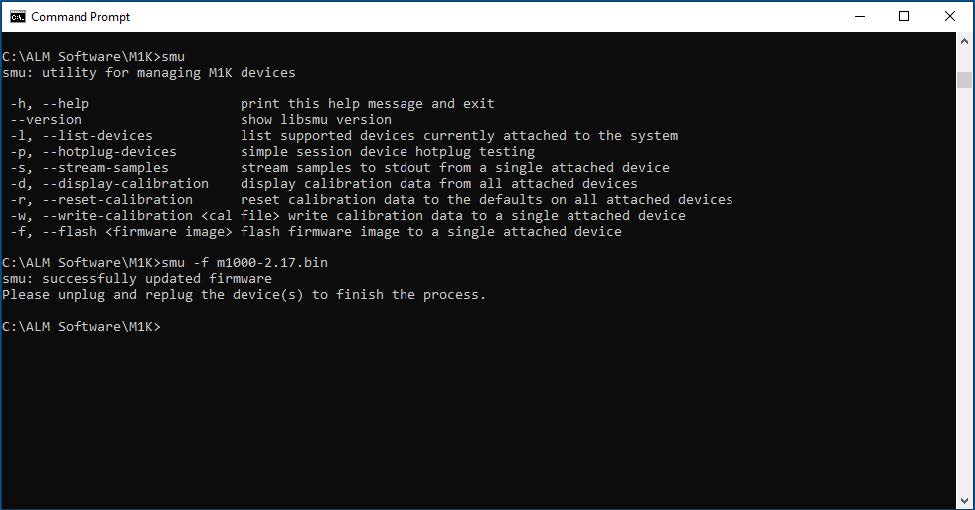 Command Prompt
C:\ALM Software\M1K>smu
smu: utility for managing M1K devices
-h, --help print this help message and exit
--version show libsmu version
-l, --list-devices list supported devices currently attached to the system
-p, --hotplug-devices simple session device hotplug testing
-s, --stream-samples stream samples to stdout from a single attached device
-d, --display-calibration display calibration data from all attached devices
-r, --reset-calibration reset calibration data to the defaults on all attached devices
-w, --write-calibration <cal file> write calibration data to a single attached device
-f, --flash <firmware image> flash firmware image to a single attached device
C:\ALM Software\M1K>smu -f m1000-2.17.bin
smu: successfully updated firmware
Please unplug and replug the device(s) to finish the process.
C:\ALM Software\M1K>